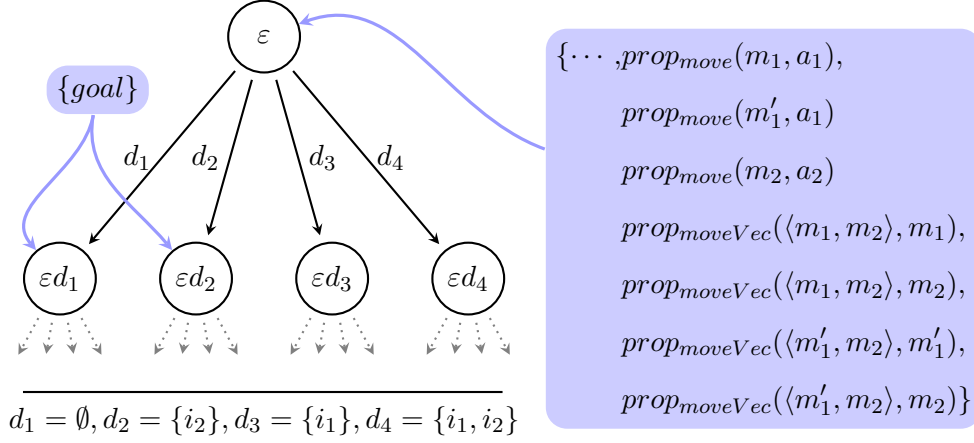 ε
{goal}
d₁ d₂ d₃ d₄
εd₁ εd₂ εd₃ εd₄
d₁ = ∅, d₂ = {i₂}, d₃ = {i₁}, d₄ = {i₁, i₂}
{⋯ ,prop_move(m₁, a₁),
prop_move(m′₁, a₁)
prop_move(m₂, a₂)
prop_moveVec(⟨m₁, m₂⟩, m₁),
prop_moveVec(⟨m₁, m₂⟩, m₂),
prop_moveVec(⟨m′₁, m₂⟩, m′₁),
prop_moveVec(⟨m′₁, m₂⟩, m₂)}